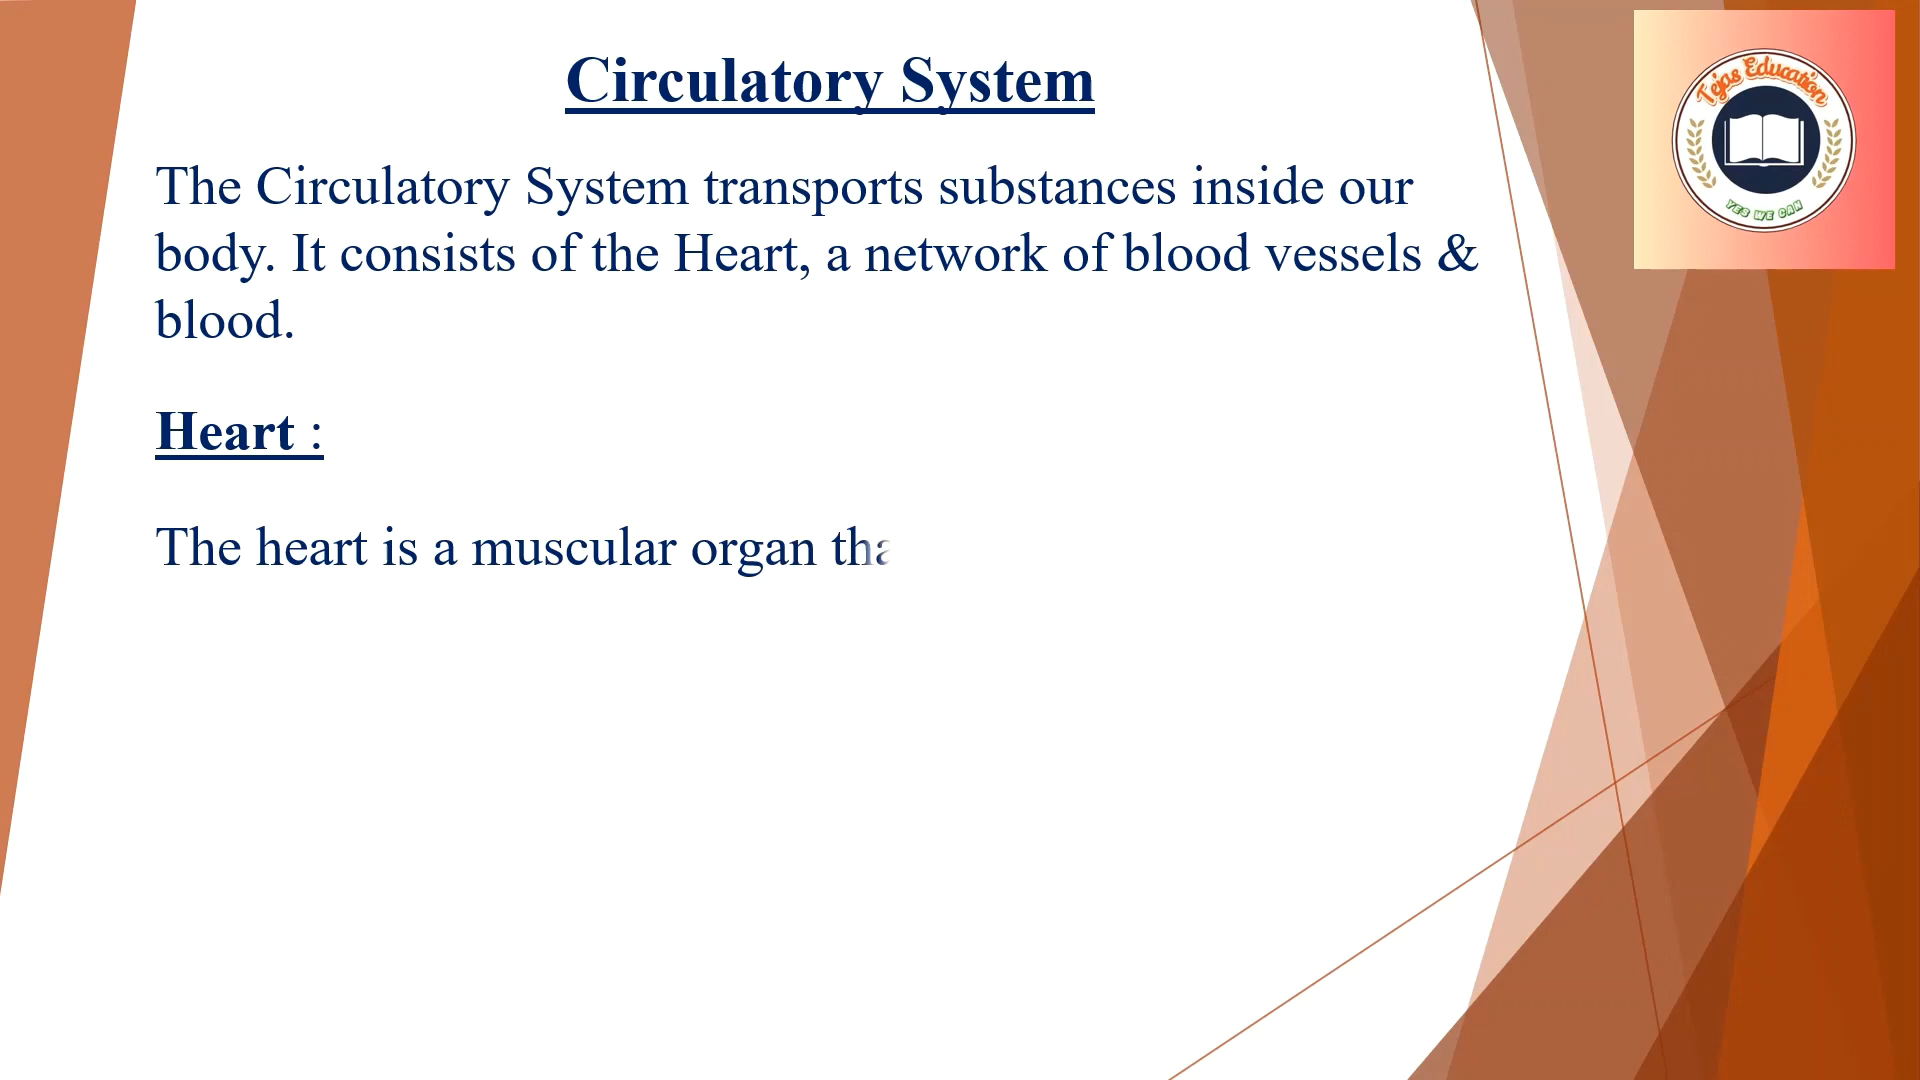 Circulatory System
Tejas Education
The Circulatory System transports substances inside our
body. It consists of the Heart, a network of blood vessels &
blood.
YES WE CAN
Heart :
The heart is a muscular organ tha